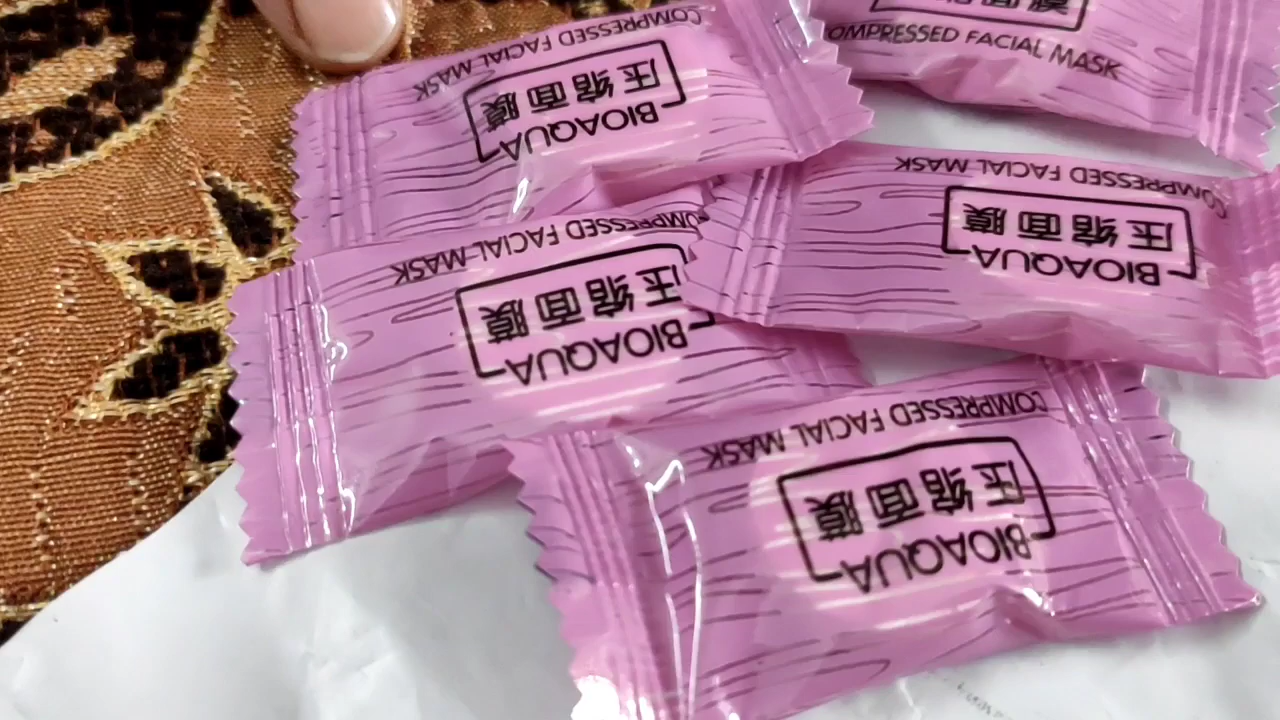 BIOAQUA
压缩面膜
COMPRESSED FACIAL MASK
OMPRESSED FACIAL MASK
BIOAQUA
压缩面膜
COMPRESSED FACIAL MASK
BIOAQUA
压缩面膜
OMPRESSED FACIAL MASK
BIOAQUA
压缩面膜
COMPRESSED FACIAL MASK